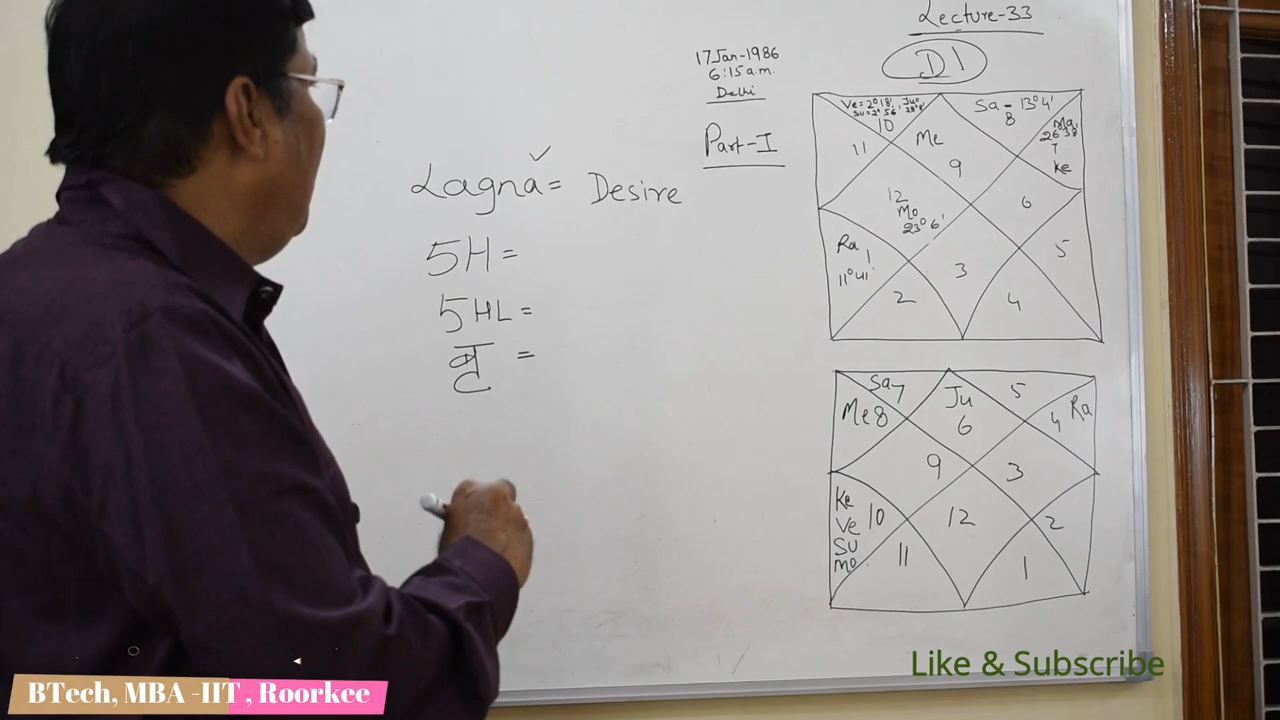 Lecture-33
D1
17 Jan-1986
6:15 a.m.
Delhi
Part-I
Lagna = Desire
5H =
5HL =
बृ =
Ve = 2°18'
Su = 2°56'
Ju
10
Sa - 13°4'
8
Ma
26°38'
7
Ke
11
Me
9
12
Mo
23°6'
6
Ra
1
11°41'
5
2
3
4
Sa 7
Me 8
Ju
6
5
4 Ra
9
3
Ke
Ve 10
Su
Mo
12
2
11
1
Like & Subscribe
BTech, MBA -IIT , Roorkee